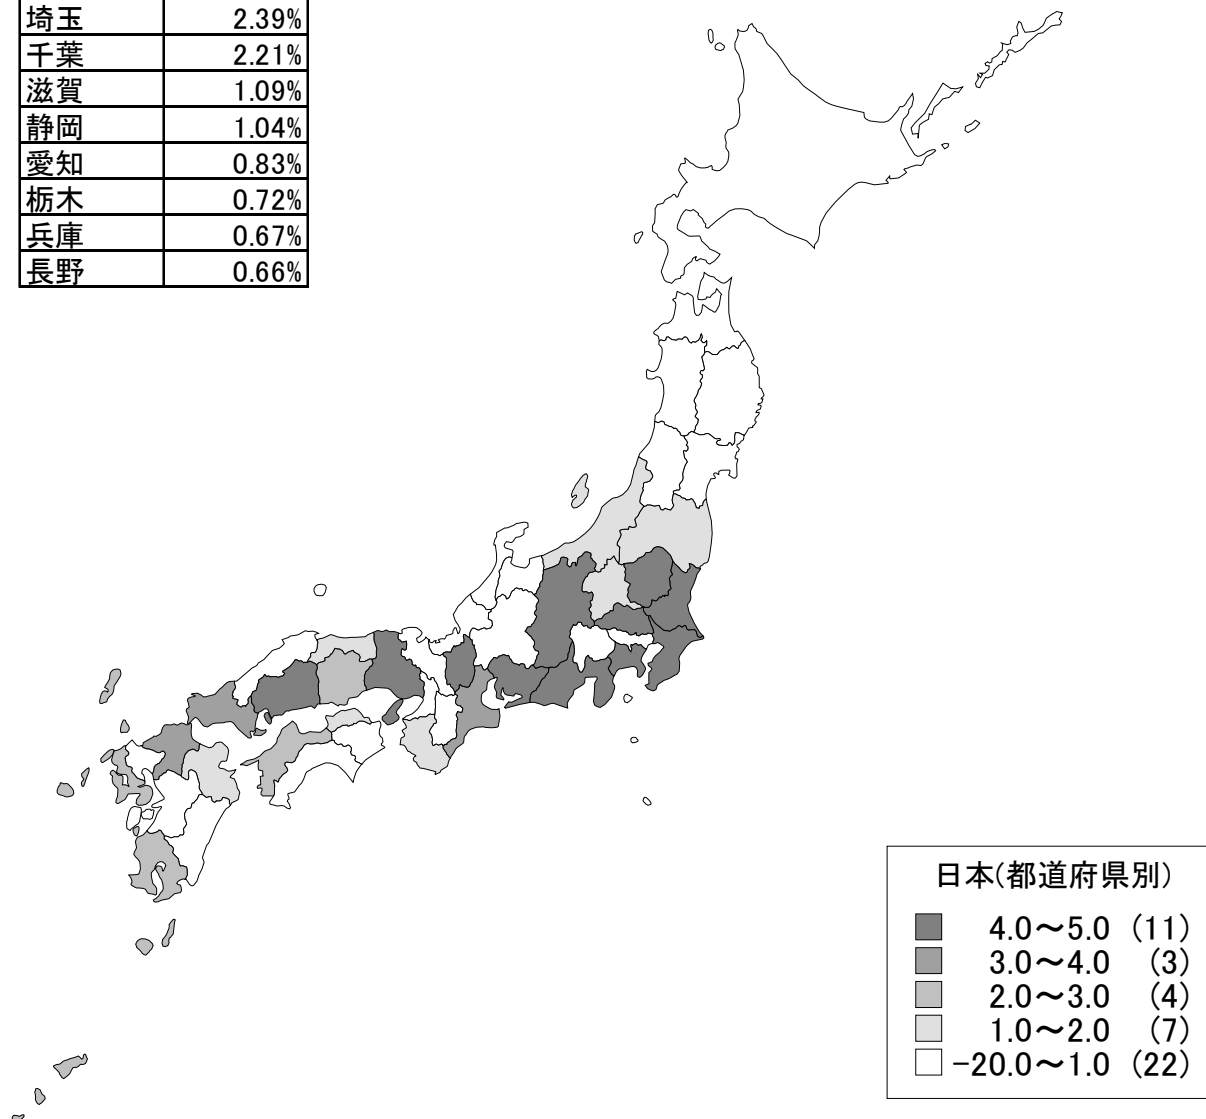 埼玉 2.39%
千葉 2.21%
滋賀 1.09%
静岡 1.04%
愛知 0.83%
栃木 0.72%
兵庫 0.67%
長野 0.66%
日本(都道府県別)
4.0～5.0 (11)
3.0～4.0 (3)
2.0～3.0 (4)
1.0～2.0 (7)
-20.0～1.0 (22)